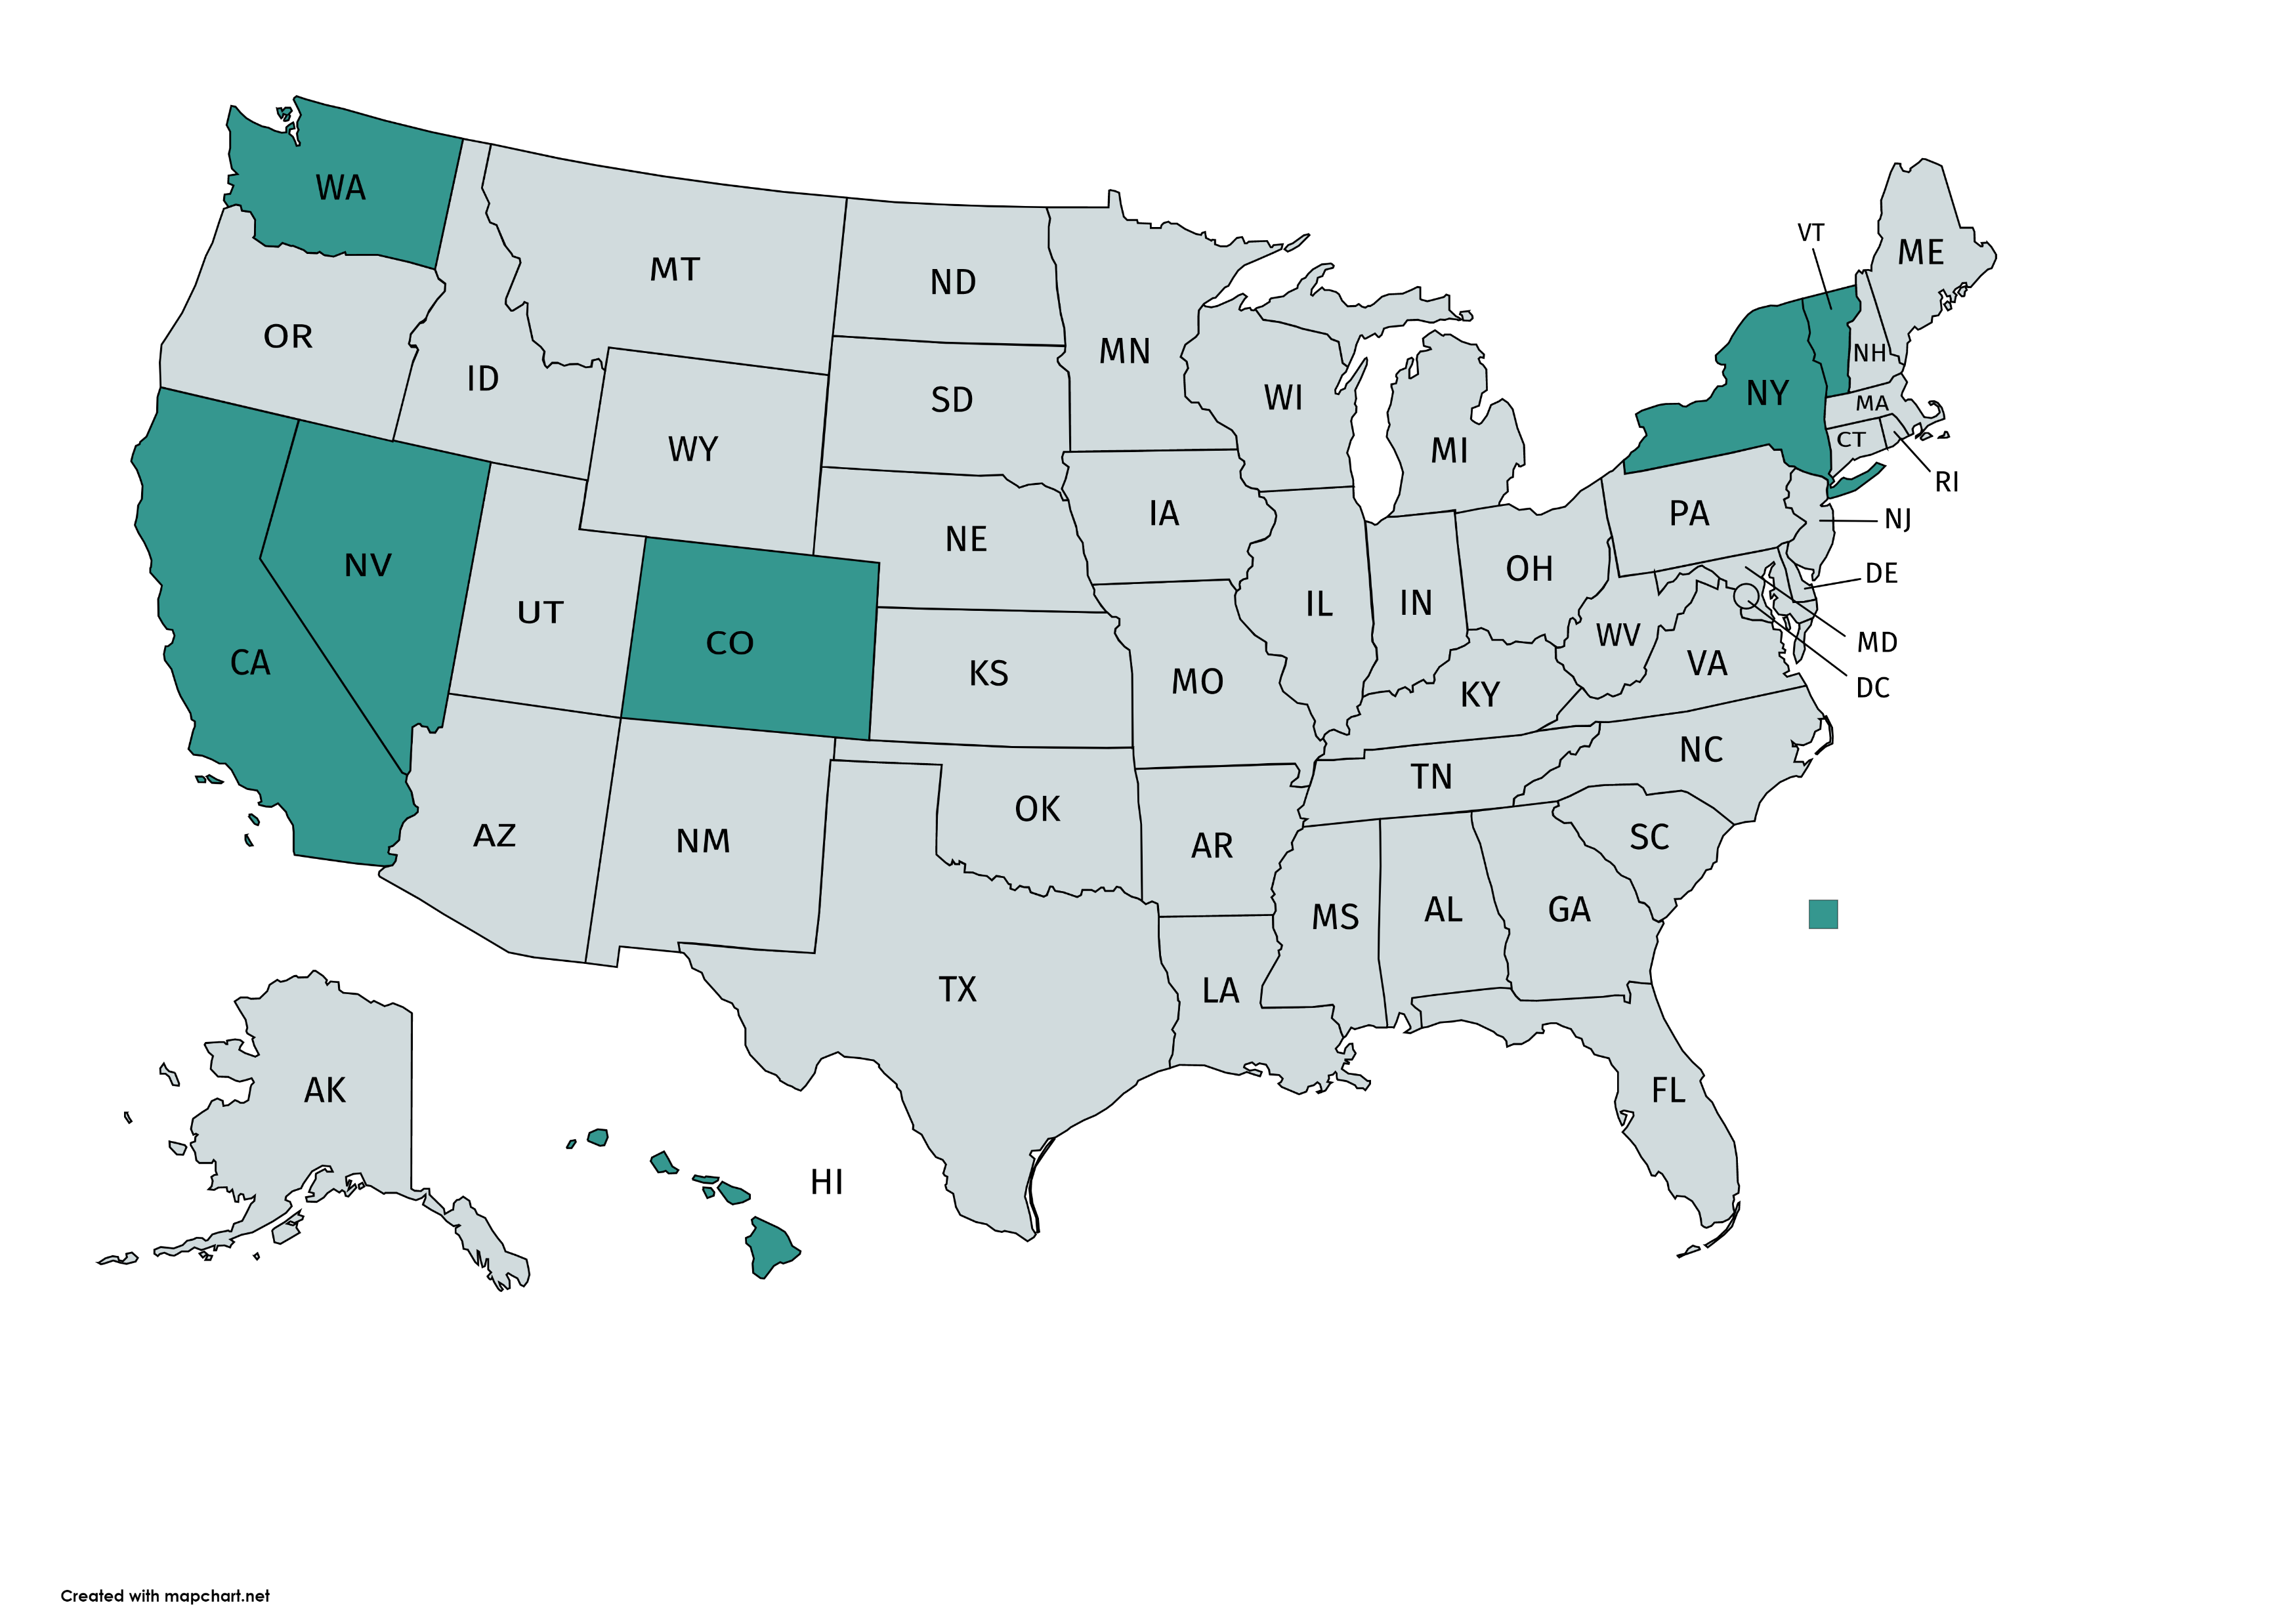 WA
MT
ND
MN
VT
ME
OR
ID
SD
WI
NH
NY
MA
CT
WY
MI
RI
NV
NE
IA
PA
NJ
UT
CO
IL
IN
OH
DE
CA
KS
MO
KY
WV
VA
MD
DC
AZ
NM
OK
AR
TN
NC
SC
TX
LA
MS
AL
GA
AK
HI
FL
Created with mapchart.net